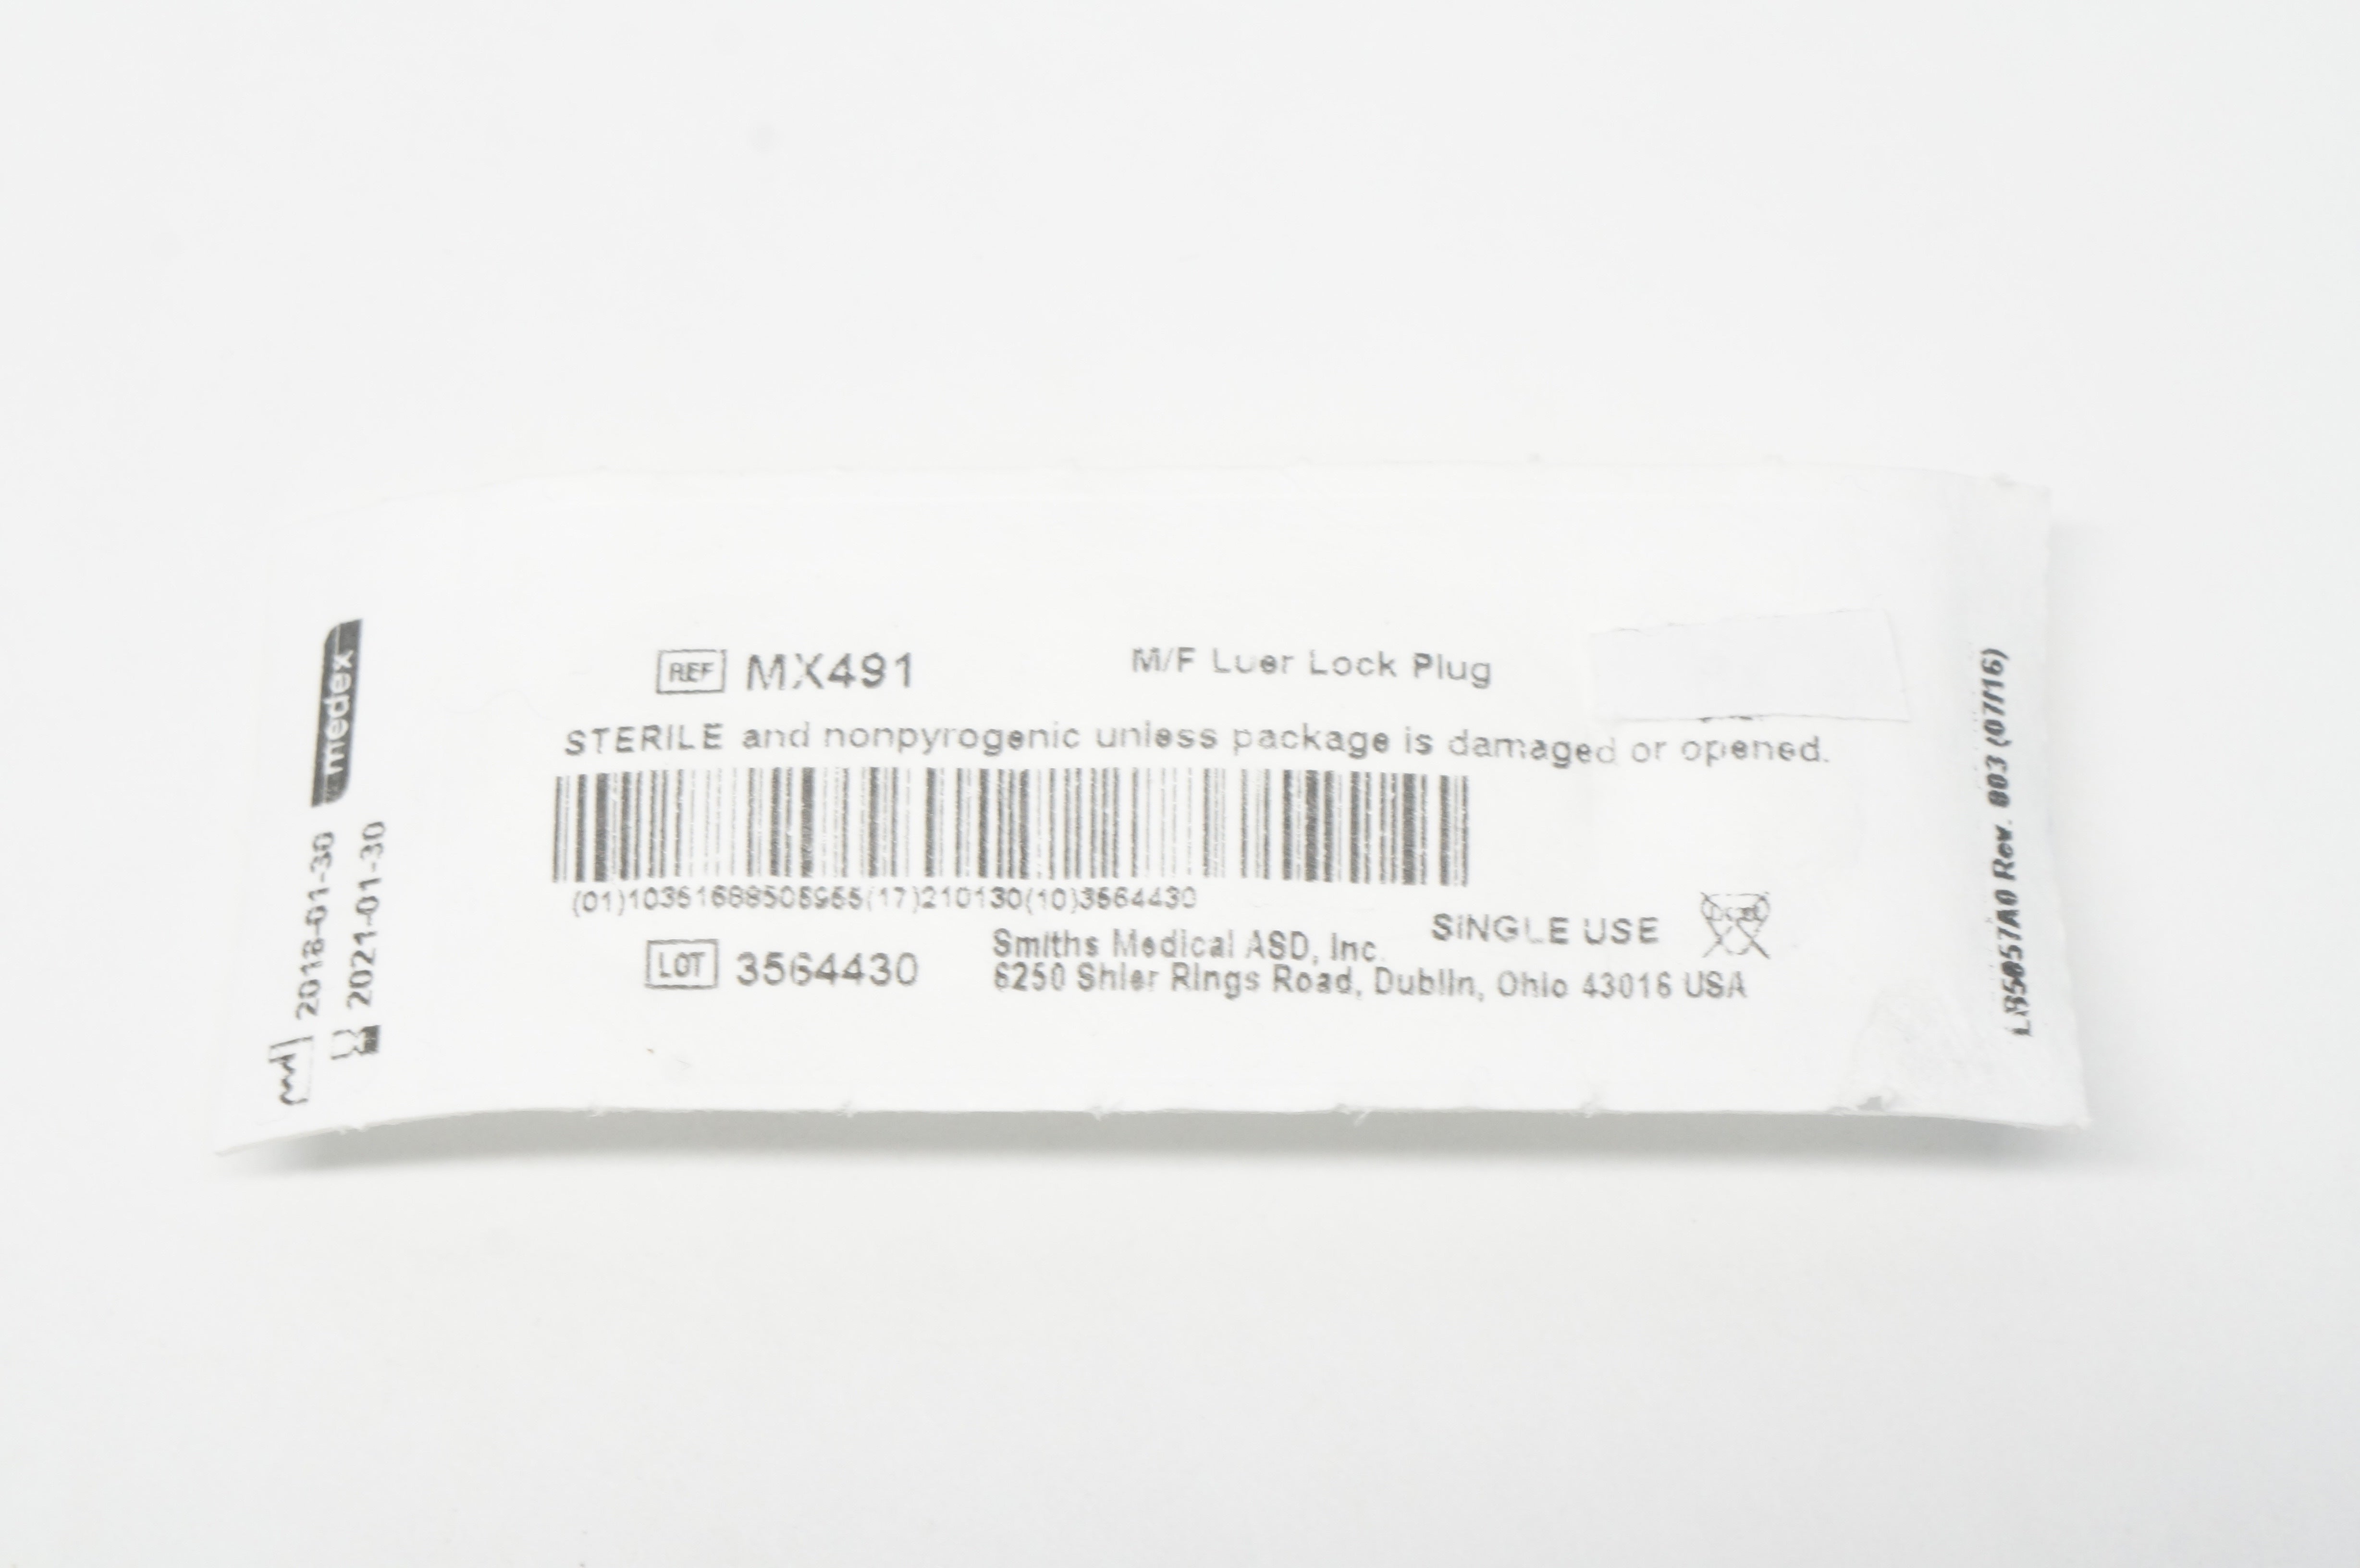 medex
2018-01-30
2021-01-30
REF MX491
M/F Luer Lock Plug
STERILE and nonpyrogenic unless package is damaged or opened.
(01)10351688505955(17)210130(10)3564430
LOT 3564430
Smiths Medical ASD, Inc.
6250 Shier Rings Road, Dublin, Ohio 43016 USA
SINGLE USE
LB5057A0 Rev. 003 (07/16)